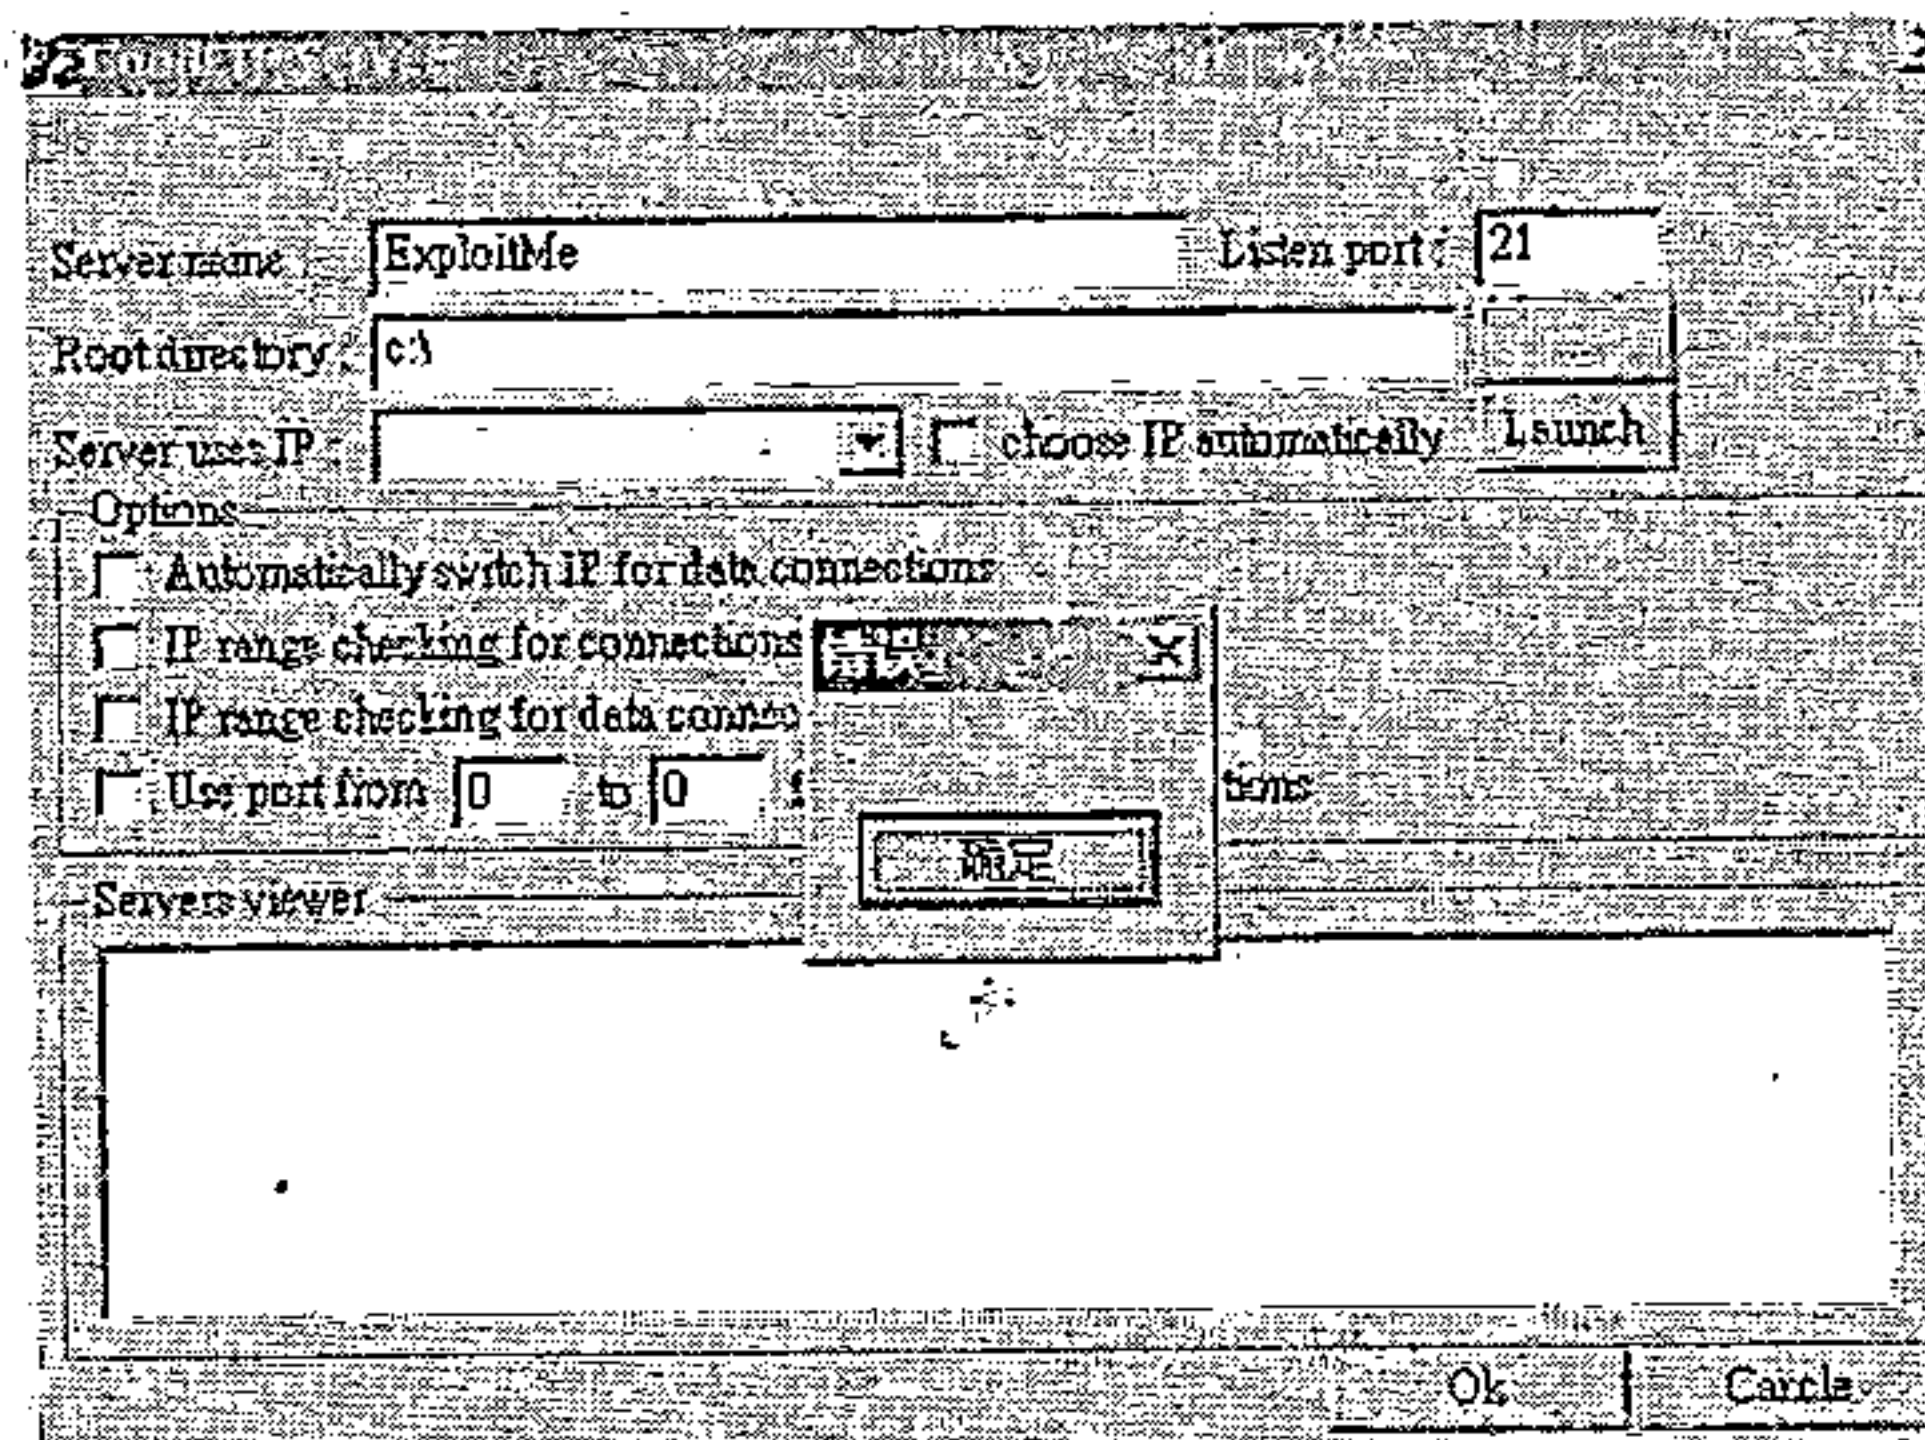 Server name
ExploitMe
Listen port :
21
Root directory :
c:\
Server uses IP :
choose IP automatically
Launch
Options
Automatically switch IP for data connections
IP range checking for connections
IP range checking for data connec
Use port from 0 to 0 f
tions
确定
Servers viewer
Ok
Cancle